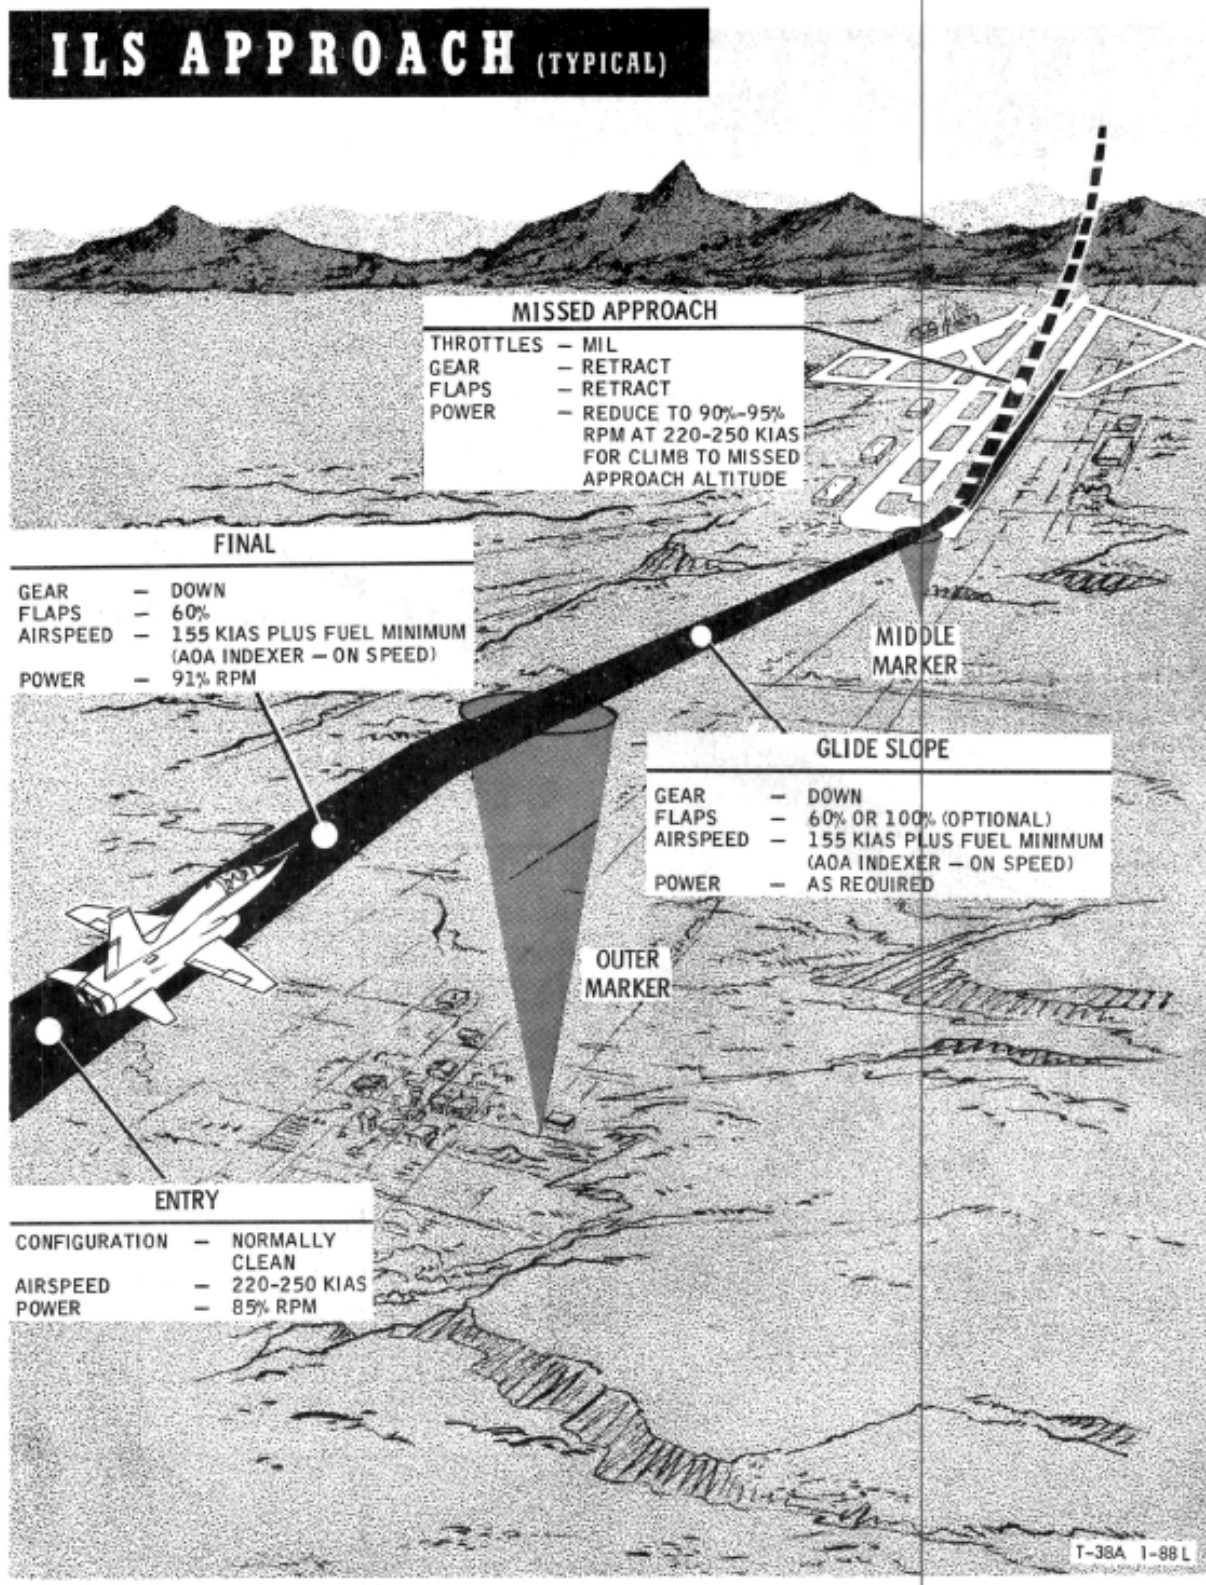 ILS APPROACH (TYPICAL)
MISSED APPROACH
THROTTLES – MIL
GEAR – RETRACT
FLAPS – RETRACT
POWER – REDUCE TO 90%-95%
RPM AT 220-250 KIAS
FOR CLIMB TO MISSED
APPROACH ALTITUDE
FINAL
GEAR – DOWN
FLAPS – 60%
AIRSPEED – 155 KIAS PLUS FUEL MINIMUM
(AOA INDEXER – ON SPEED)
POWER – 91% RPM
MIDDLE
MARKER
GLIDE SLOPE
GEAR – DOWN
FLAPS – 60% OR 100% (OPTIONAL)
AIRSPEED – 155 KIAS PLUS FUEL MINIMUM
(AOA INDEXER – ON SPEED)
POWER – AS REQUIRED
OUTER
MARKER
ENTRY
CONFIGURATION – NORMALLY
CLEAN
AIRSPEED – 220-250 KIAS
POWER – 85% RPM
T-38A 1-88L